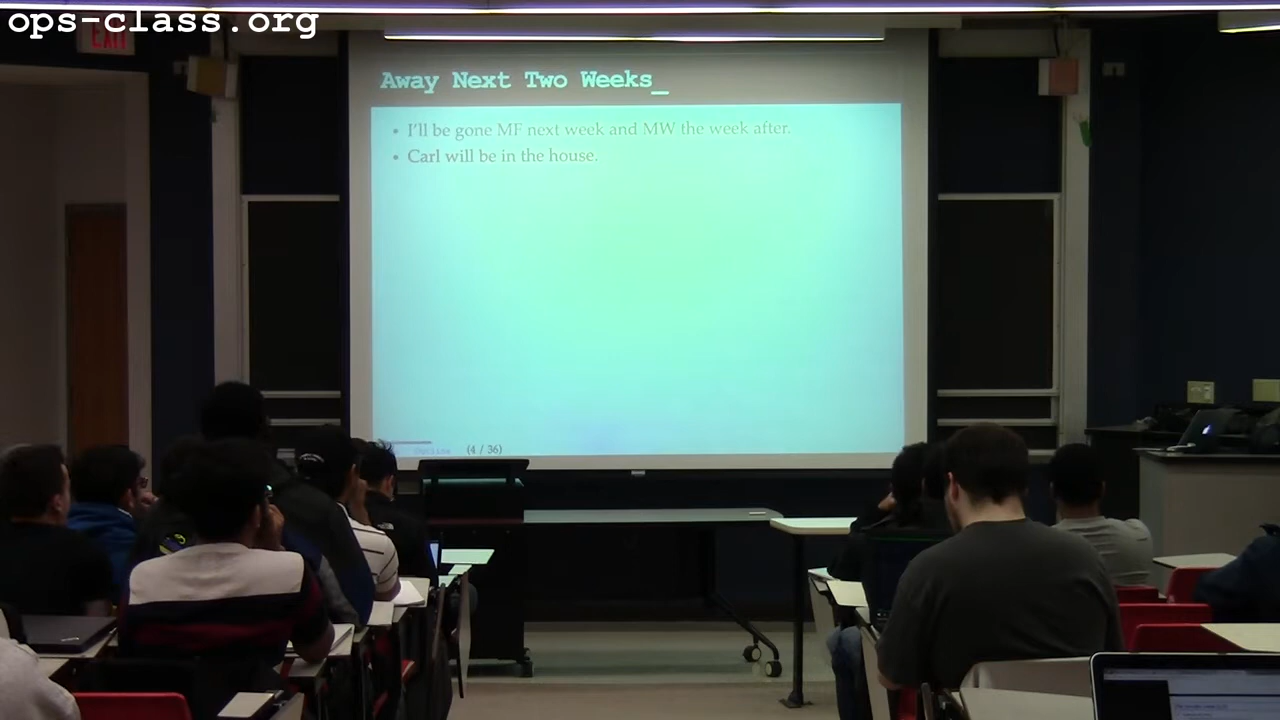 ops-class.org
EXIT
Away Next Two Weeks_
• I'll be gone MF next week and MW the week after.
• Carl will be in the house.
Outline (4 / 36)